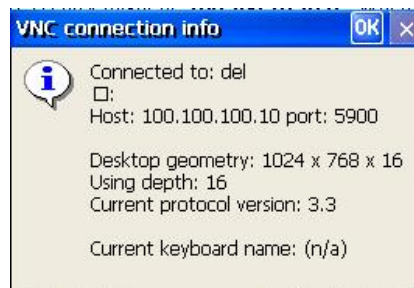 VNC connection info OK ×
Connected to: del
□:
Host: 100.100.100.10 port: 5900
Desktop geometry: 1024 x 768 x 16
Using depth: 16
Current protocol version: 3.3
Current keyboard name: (n/a)